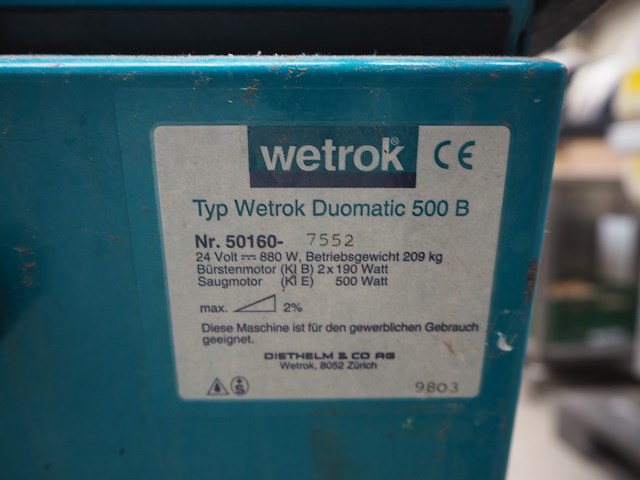 wetrok® CE
Typ Wetrok Duomatic 500 B
Nr. 50160- 7552
24 Volt ⎓ 880 W, Betriebsgewicht 209 kg
Bürstenmotor (Kl B) 2 x 190 Watt
Saugmotor (Kl E) 500 Watt
max. 2%
Diese Maschine ist für den gewerblichen Gebrauch
geeignet.
DIETHELM & CO AG
Wetrok, 8052 Zürich
9803